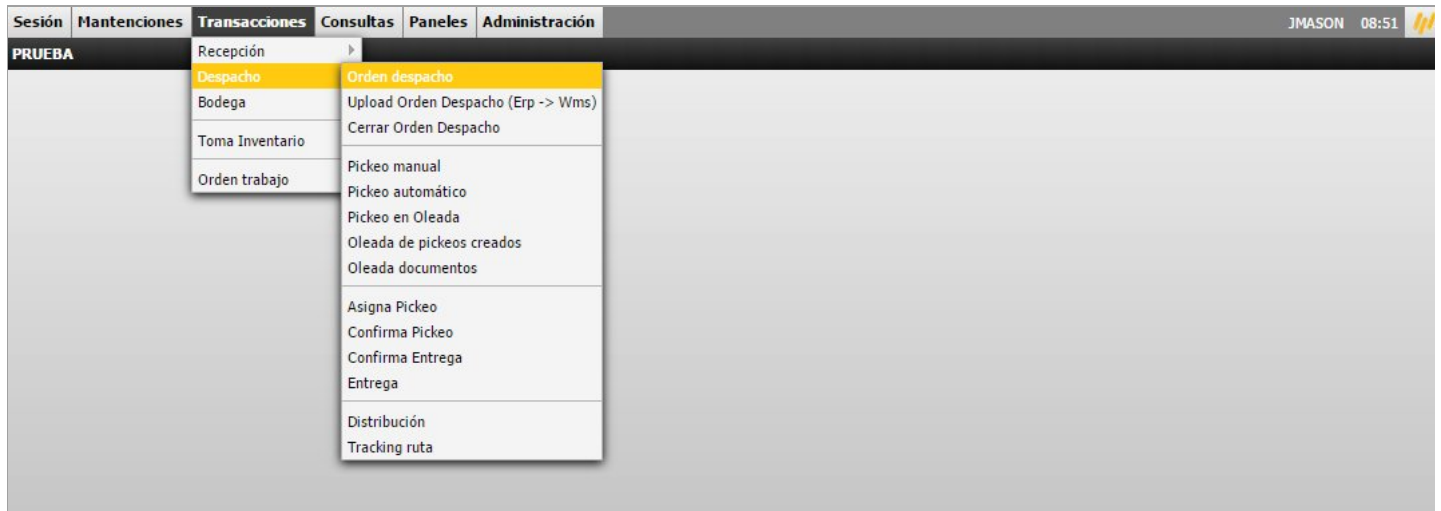 Sesión Mantenciones Transacciones Consultas Paneles Administración JMASON 08:51
PRUEBA
Recepción
Despacho
Bodega
Toma Inventario
Orden trabajo
Orden despacho
Upload Orden Despacho (Erp -> Wms)
Cerrar Orden Despacho
Pickeo manual
Pickeo automático
Pickeo en Oleada
Oleada de pickeos creados
Oleada documentos
Asigna Pickeo
Confirma Pickeo
Confirma Entrega
Entrega
Distribución
Tracking ruta